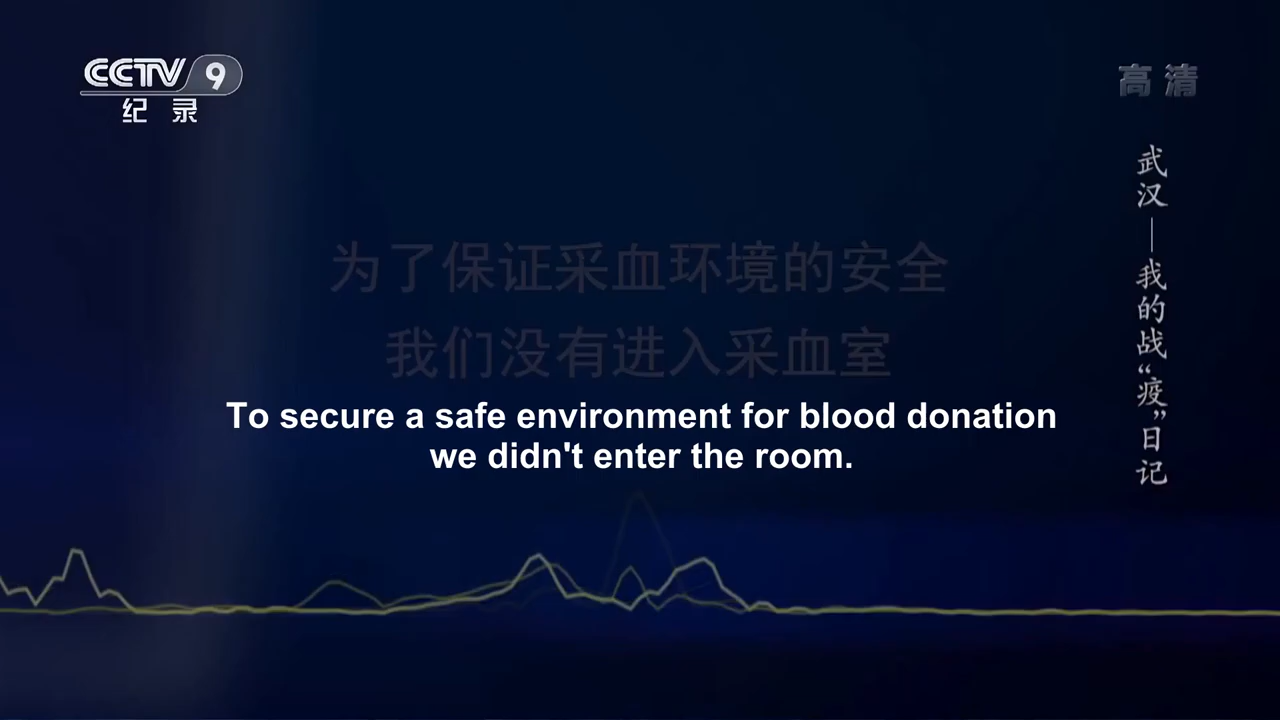 CCTV 9
纪录
高清
武汉—我的战“疫”日记
为了保证采血环境的安全
我们没有进入采血室
To secure a safe environment for blood donation
we didn't enter the room.